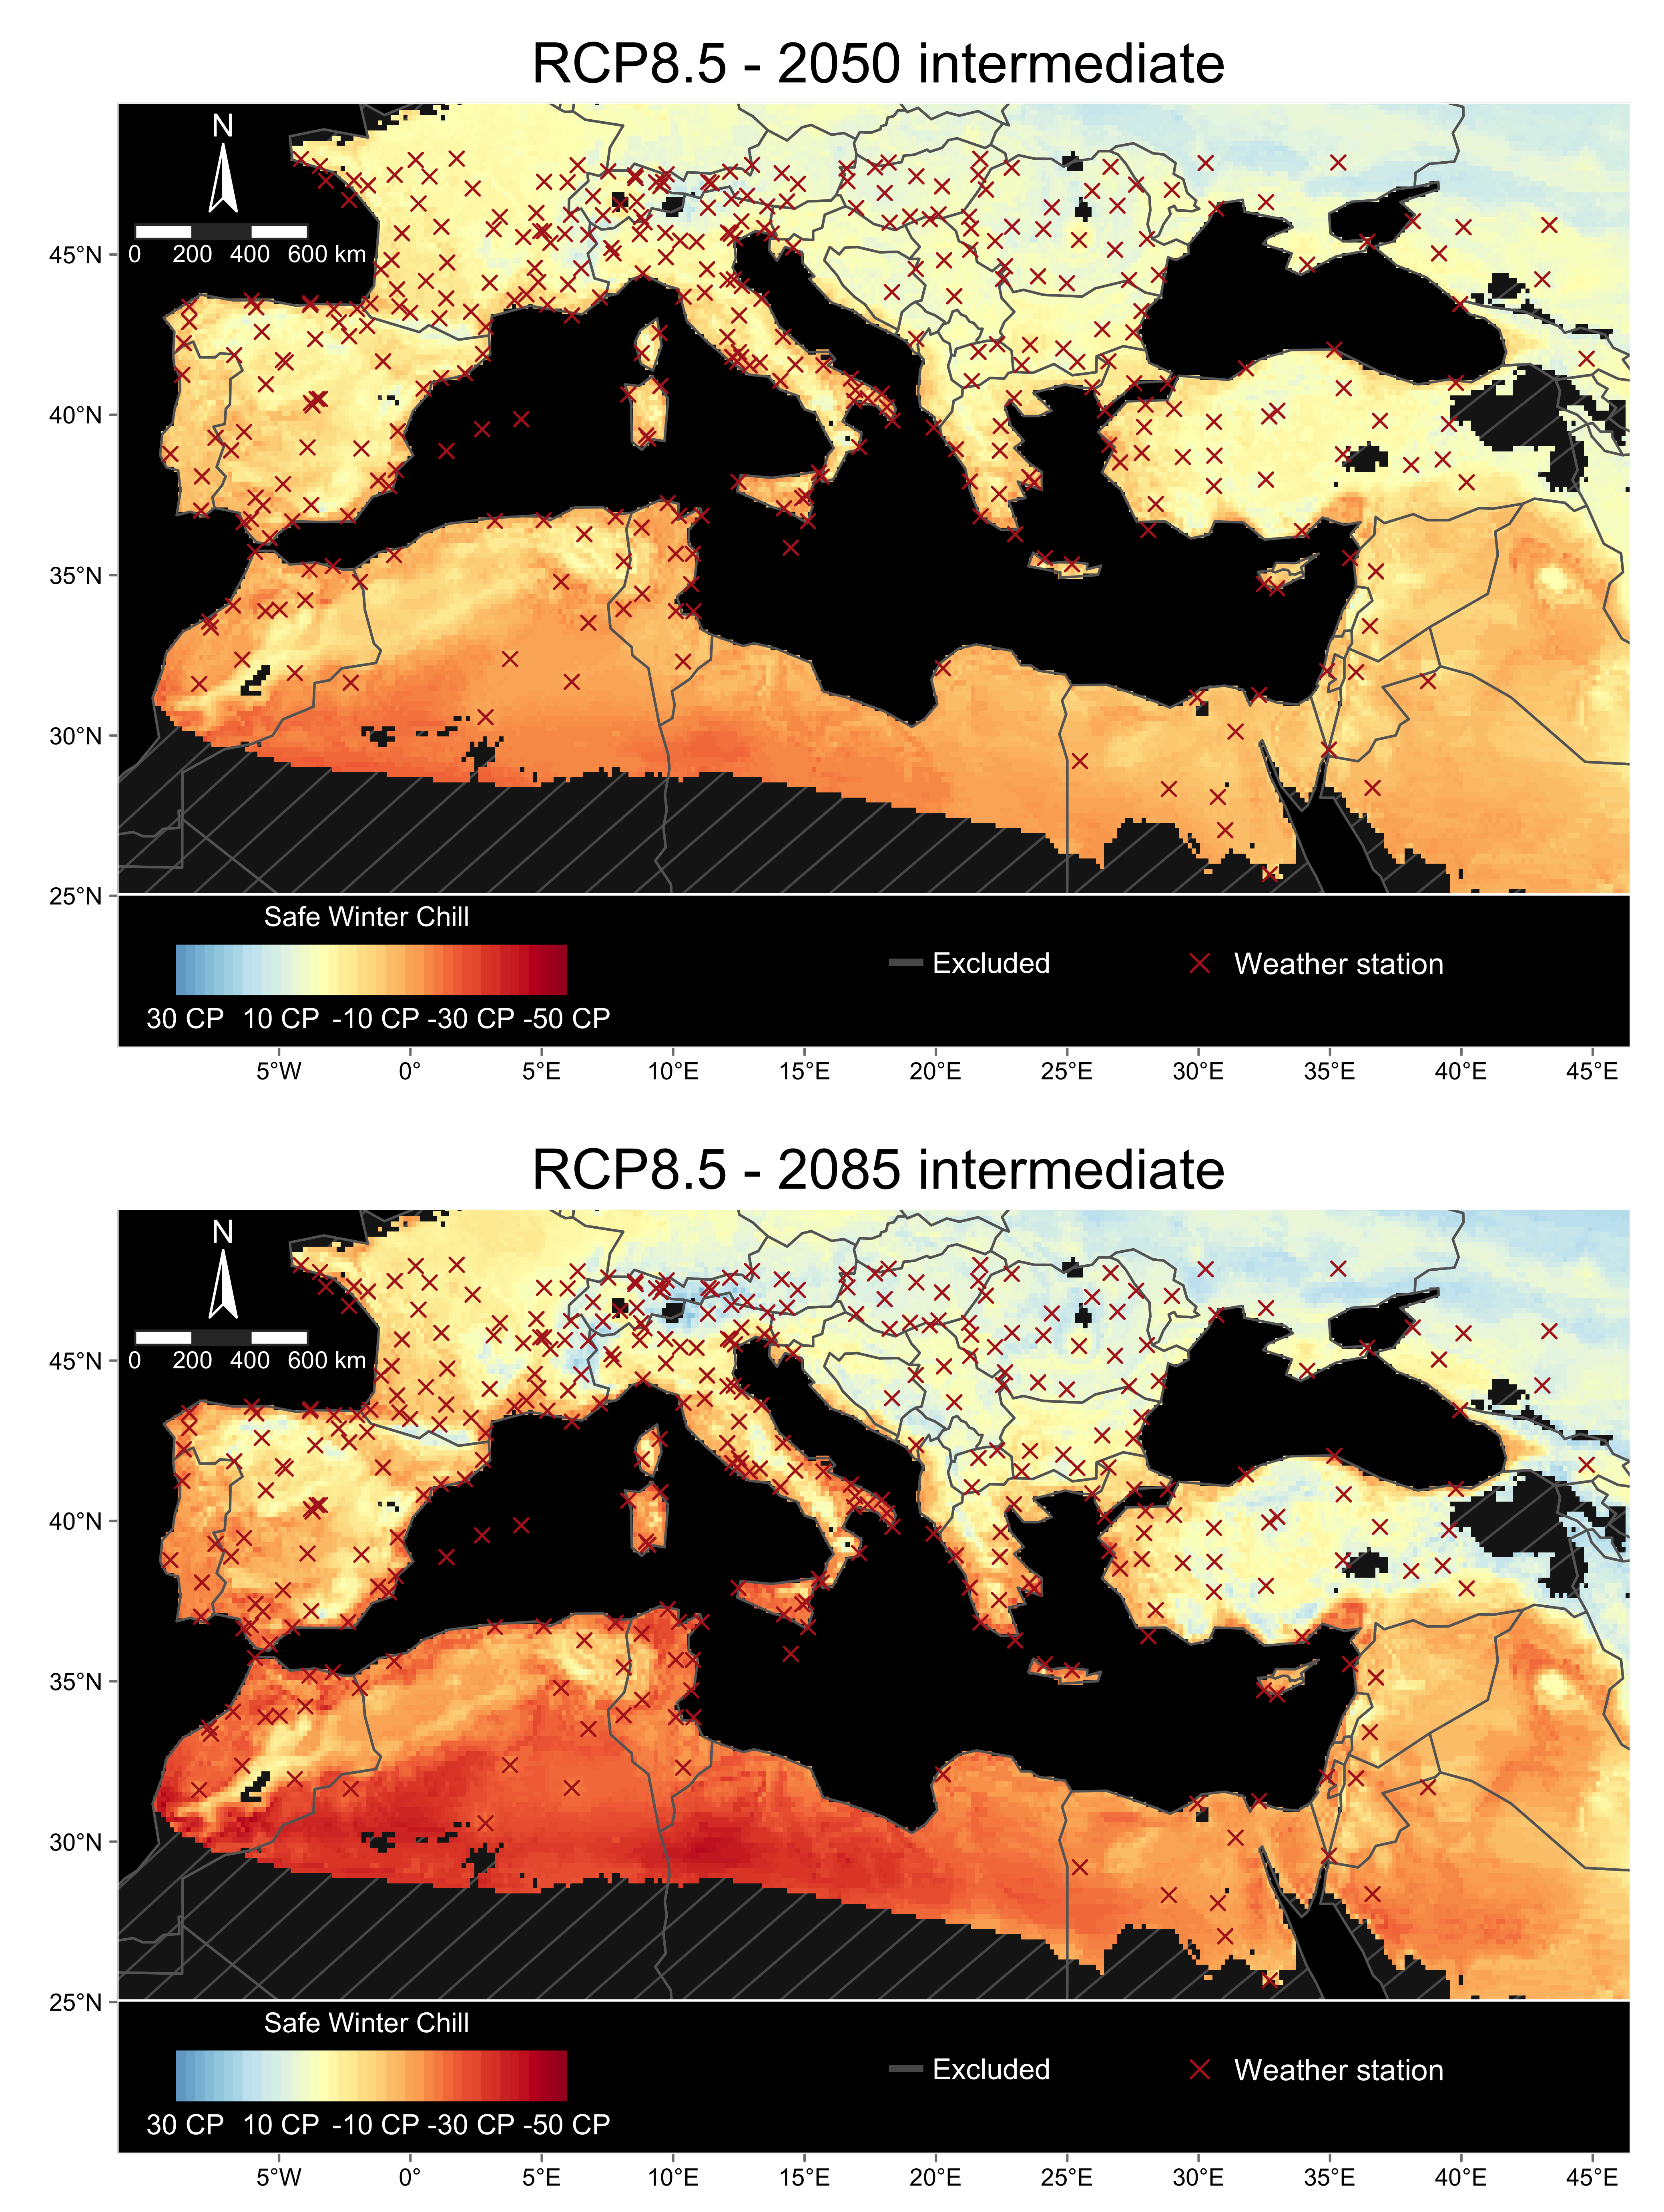 RCP8.5 - 2050 intermediate
N
0 200 400 600 km
45°N
40°N
35°N
30°N
25°N
Safe Winter Chill
30 CP 10 CP -10 CP -30 CP -50 CP
Excluded
Weather station
5°W 0° 5°E 10°E 15°E 20°E 25°E 30°E 35°E 40°E 45°E
RCP8.5 - 2085 intermediate
N
0 200 400 600 km
45°N
40°N
35°N
30°N
25°N
Safe Winter Chill
30 CP 10 CP -10 CP -30 CP -50 CP
Excluded
Weather station
5°W 0° 5°E 10°E 15°E 20°E 25°E 30°E 35°E 40°E 45°E